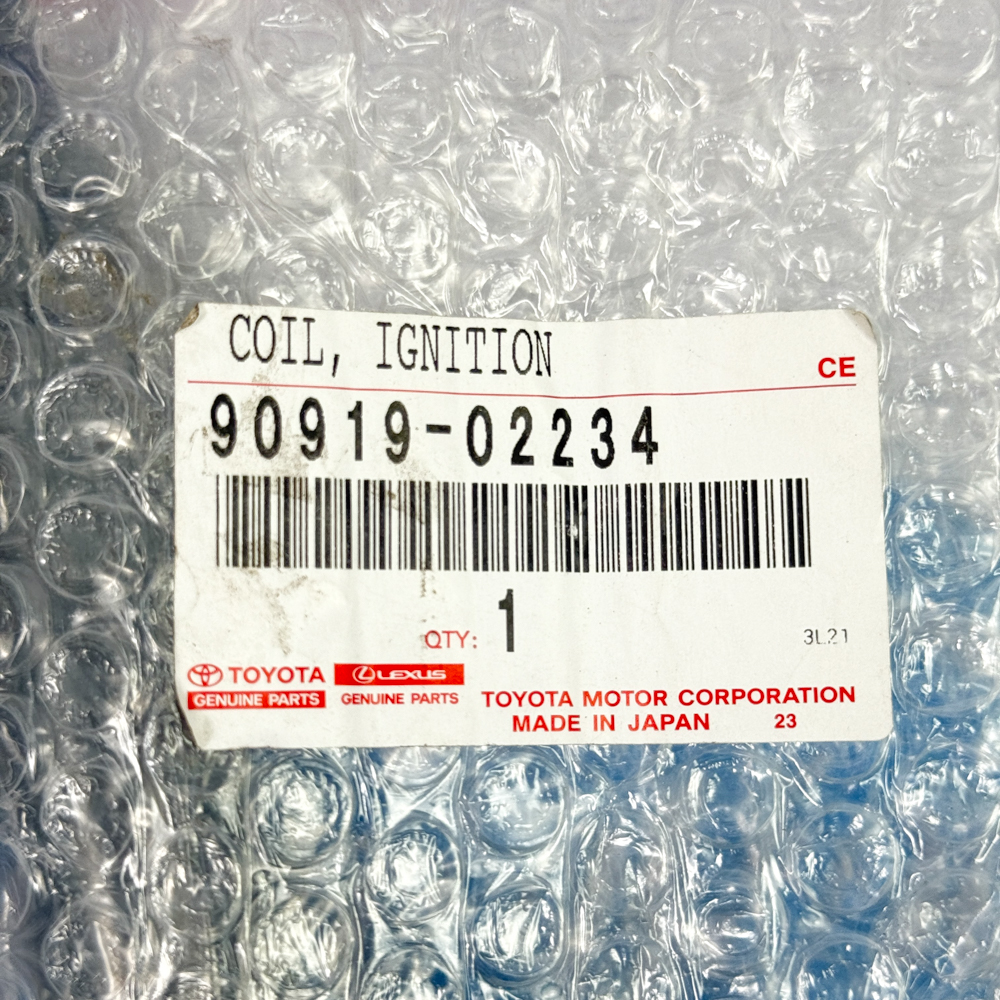 COIL, IGNITION
CE
90919-02234
QTY: 1
3L21
TOYOTA LEXUS
GENUINE PARTS GENUINE PARTS
TOYOTA MOTOR CORPORATION
MADE IN JAPAN 23